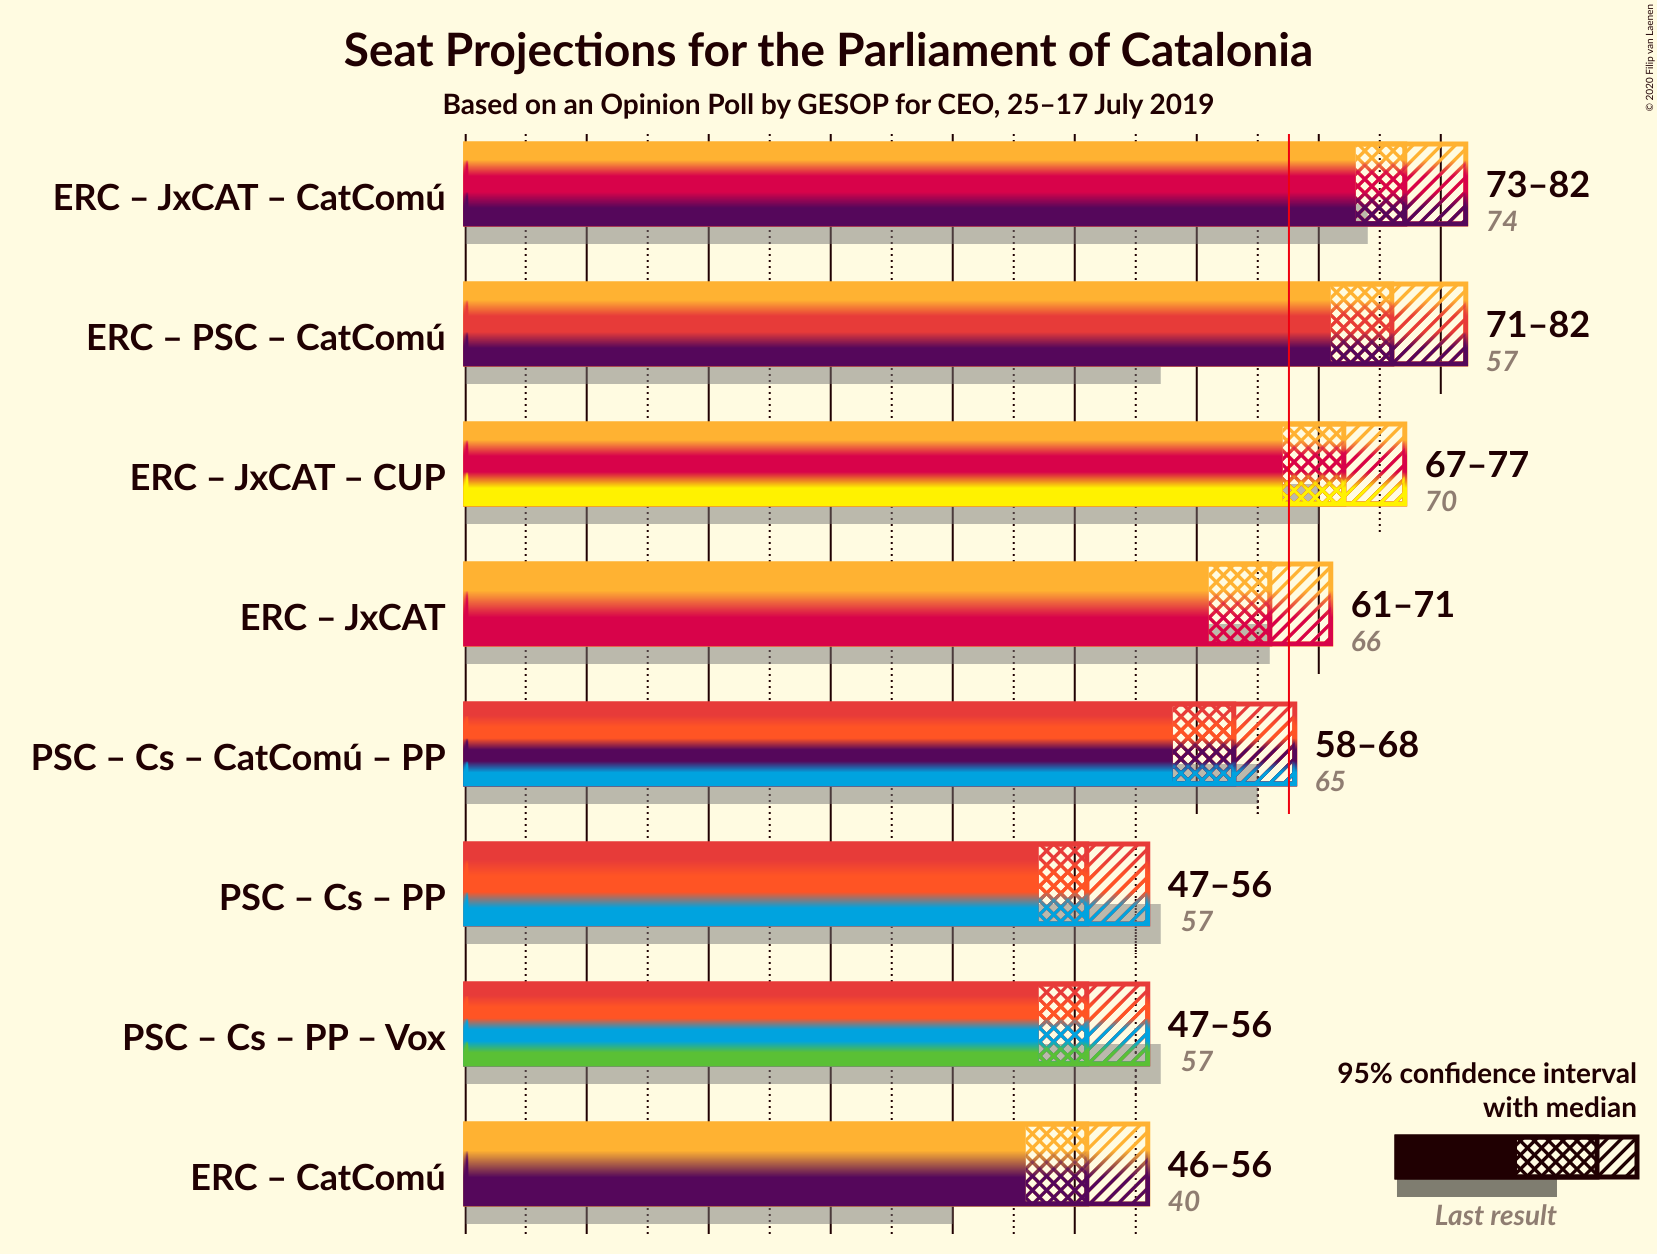 Seat Projections for the Parliament of Catalonia
Based on an Opinion Poll by GESOP for CEO, 25–17 July 2019
© 2020 Filip van Laenen
ERC – JxCAT – CatComú
73–82
74
ERC – PSC – CatComú
71–82
57
ERC – JxCAT – CUP
67–77
70
ERC – JxCAT
61–71
66
PSC – Cs – CatComú – PP
58–68
65
PSC – Cs – PP
47–56
57
PSC – Cs – PP – Vox
47–56
57
ERC – CatComú
46–56
40
95% confidence interval
with median
Last result